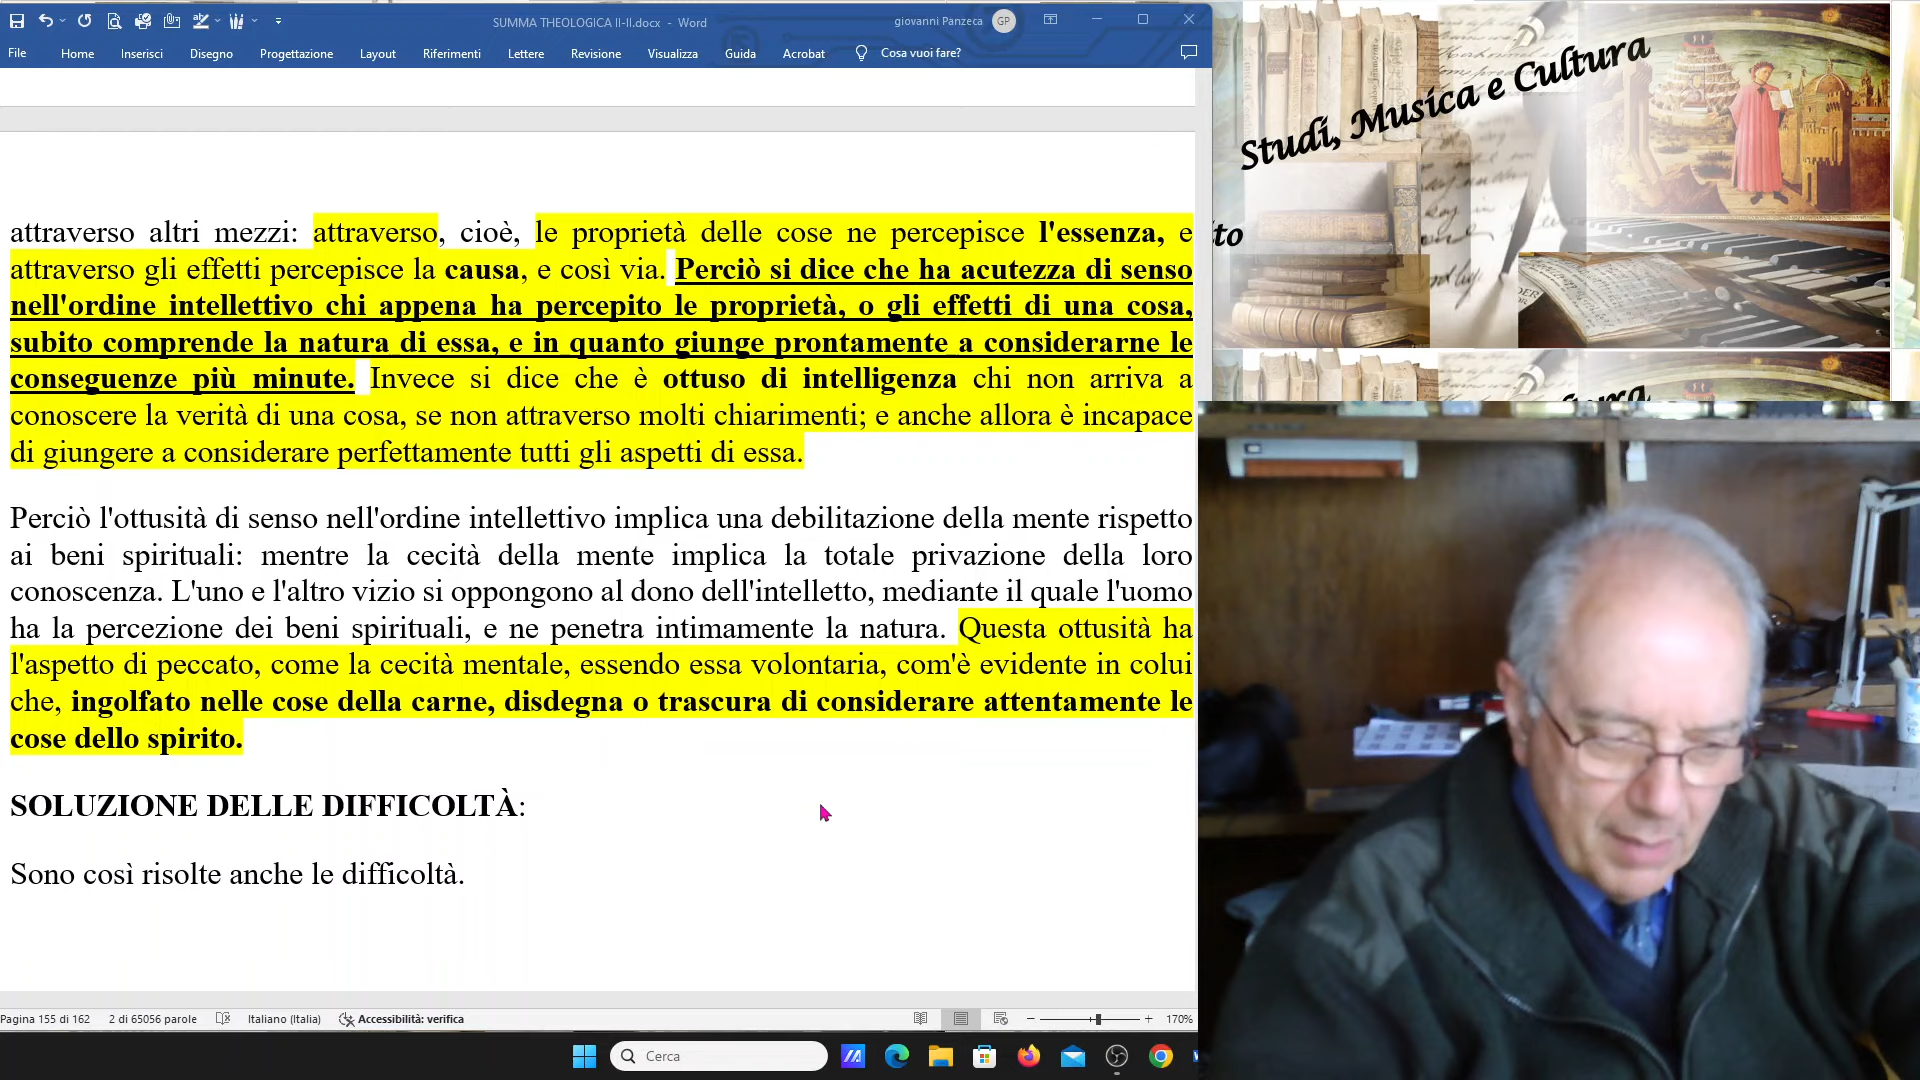 SUMMA THEOLOGICA II-II.docx - Word
giovanni Panzeca
GP
File
Home
Inserisci
Disegno
Progettazione
Layout
Riferimenti
Lettere
Revisione
Visualizza
Guida
Acrobat
Cosa vuoi fare?
attraverso altri mezzi: attraverso, cioè, le proprietà delle cose ne percepisce l'essenza, e
attraverso gli effetti percepisce la causa, e così via. Perciò si dice che ha acutezza di senso
nell'ordine intellettivo chi appena ha percepito le proprietà, o gli effetti di una cosa,
subito comprende la natura di essa, e in quanto giunge prontamente a considerarne le
conseguenze più minute. Invece si dice che è ottuso di intelligenza chi non arriva a
conoscere la verità di una cosa, se non attraverso molti chiarimenti; e anche allora è incapace
di giungere a considerare perfettamente tutti gli aspetti di essa.
Perciò l'ottusità di senso nell'ordine intellettivo implica una debilitazione della mente rispetto
ai beni spirituali: mentre la cecità della mente implica la totale privazione della loro
conoscenza. L'uno e l'altro vizio si oppongono al dono dell'intelletto, mediante il quale l'uomo
ha la percezione dei beni spirituali, e ne penetra intimamente la natura. Questa ottusità ha
l'aspetto di peccato, come la cecità mentale, essendo essa volontaria, com'è evidente in colui
che, ingolfato nelle cose della carne, disdegna o trascura di considerare attentamente le
cose dello spirito.
SOLUZIONE DELLE DIFFICOLTÀ:
Sono così risolte anche le difficoltà.
Pagina 155 di 162
2 di 65056 parole
Italiano (Italia)
Accessibilità: verifica
170%
Cerca
Studi, Musica e Cultura